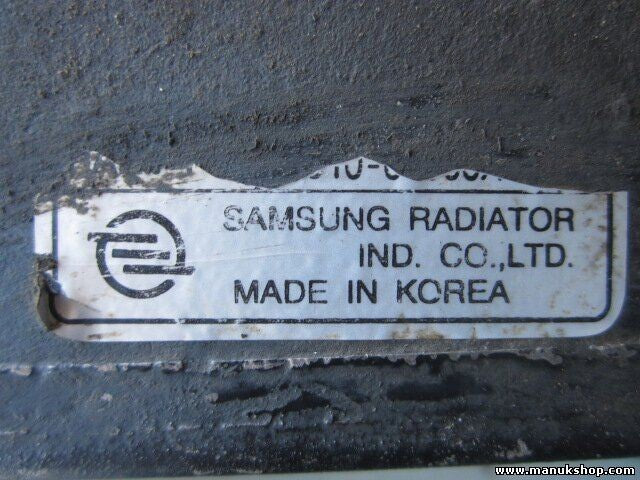 SAMSUNG RADIATOR
IND. CO.,LTD.
MADE IN KOREA
www.manukshop.com